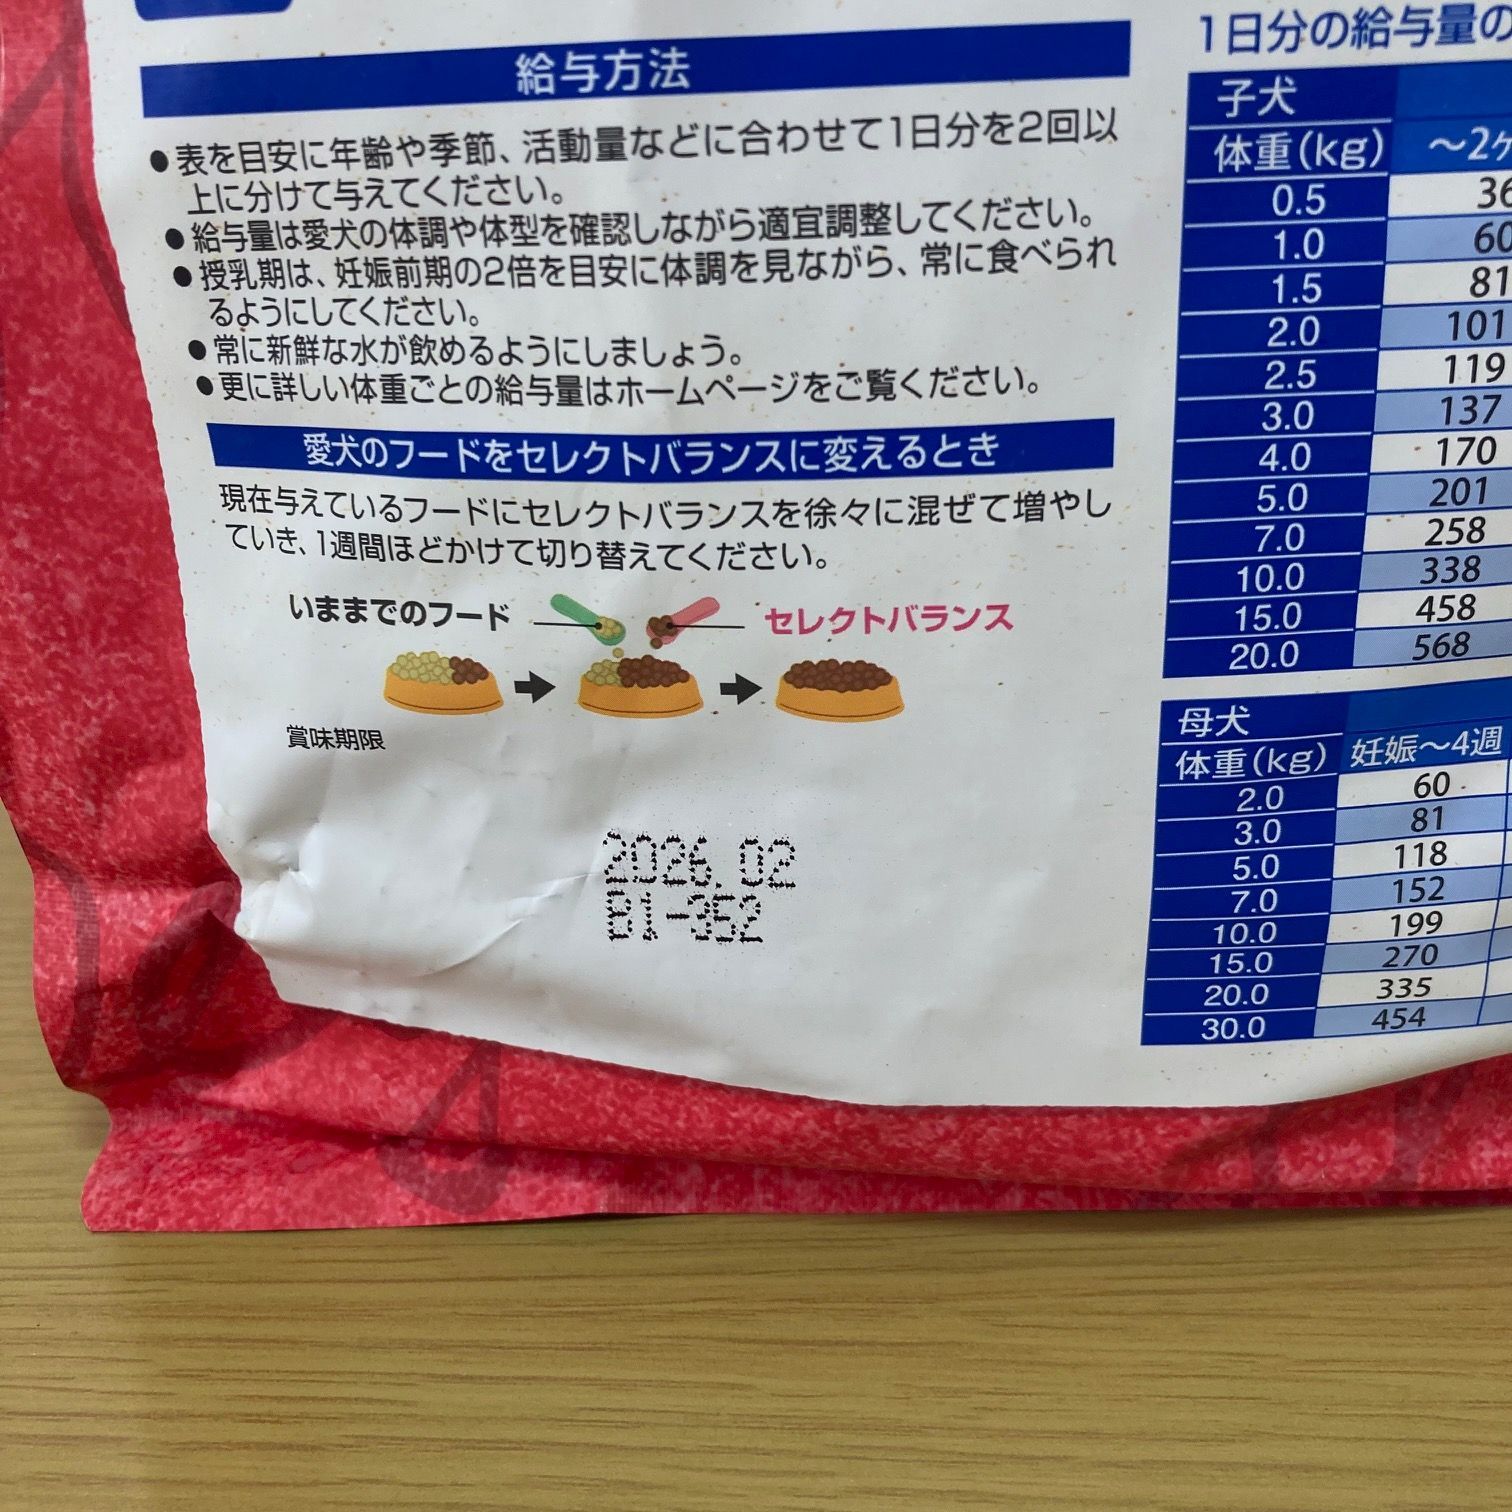 給与方法
●表を目安に年齢や季節、活動量などに合わせて1日分を2回以
上に分けて与えてください。
●給与量は愛犬の体調や体型を確認しながら適宜調整してください。
●授乳期は、妊娠前期の2倍を目安に体調を見ながら、常に食べられ
るようにしてください。
●常に新鮮な水が飲めるようにしましょう。
●更に詳しい体重ごとの給与量はホームページをご覧ください。
愛犬のフードをセレクトバランスに変えるとき
現在与えているフードにセレクトバランスを徐々に混ぜて増やし
ていき、1週間ほどかけて切り替えてください。
いままでのフード セレクトバランス
賞味期限
2026.02
B1-352
1日分の給与量の
子犬
体重(kg) ～2ケ
0.5 36
1.0 60
1.5 81
2.0 101
2.5 119
3.0 137
4.0 170
5.0 201
7.0 258
10.0 338
15.0 458
20.0 568
母犬
体重(kg) 妊娠～4週
2.0 60
3.0 81
5.0 118
7.0 152
10.0 199
15.0 270
20.0 335
30.0 454